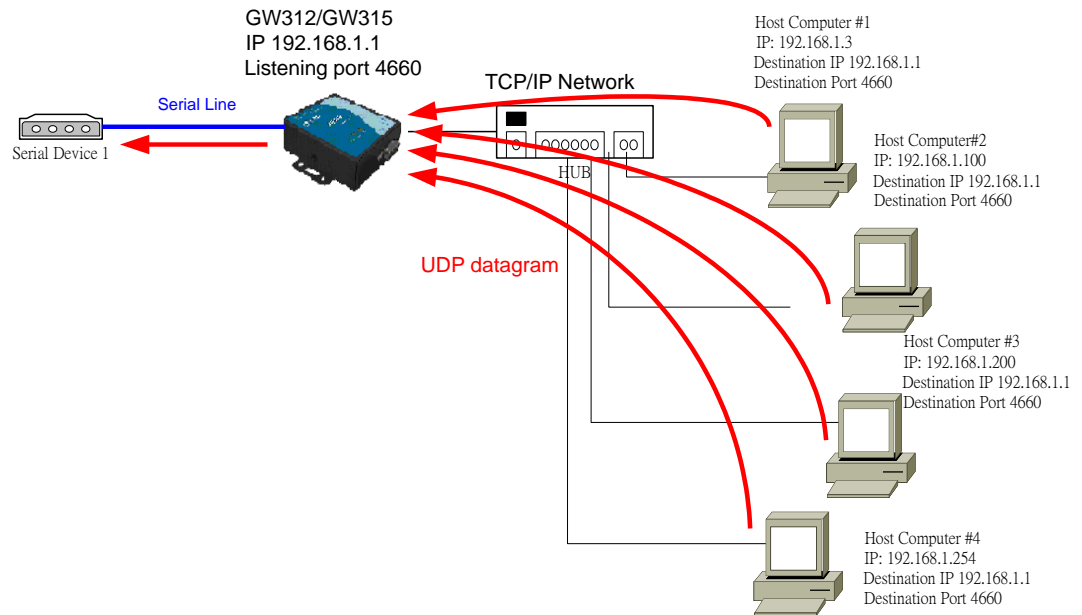 GW312/GW315
IP 192.168.1.1
Listening port 4660
Serial Line
Serial Device 1
TCP/IP Network
HUB
UDP datagram
Host Computer #1
IP: 192.168.1.3
Destination IP 192.168.1.1
Destination Port 4660
Host Computer#2
IP: 192.168.1.100
Destination IP 192.168.1.1
Destination Port 4660
Host Computer #3
IP: 192.168.1.200
Destination IP 192.168.1.1
Destination Port 4660
Host Computer #4
IP: 192.168.1.254
Destination IP 192.168.1.1
Destination Port 4660